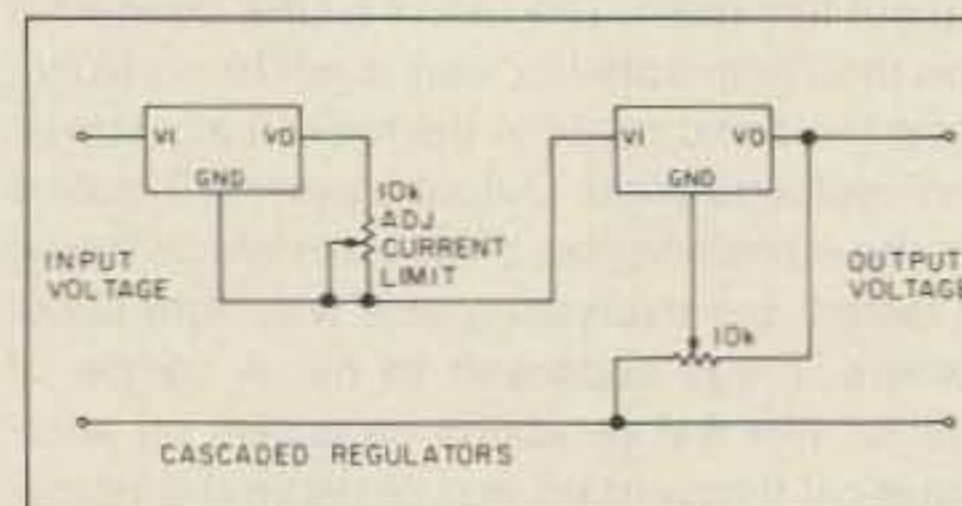 VI VO
GND
10k
ADJ
CURRENT
LIMIT
INPUT
VOLTAGE
VI VO
GND
10k
OUTPUT
VOLTAGE
CASCADED REGULATORS